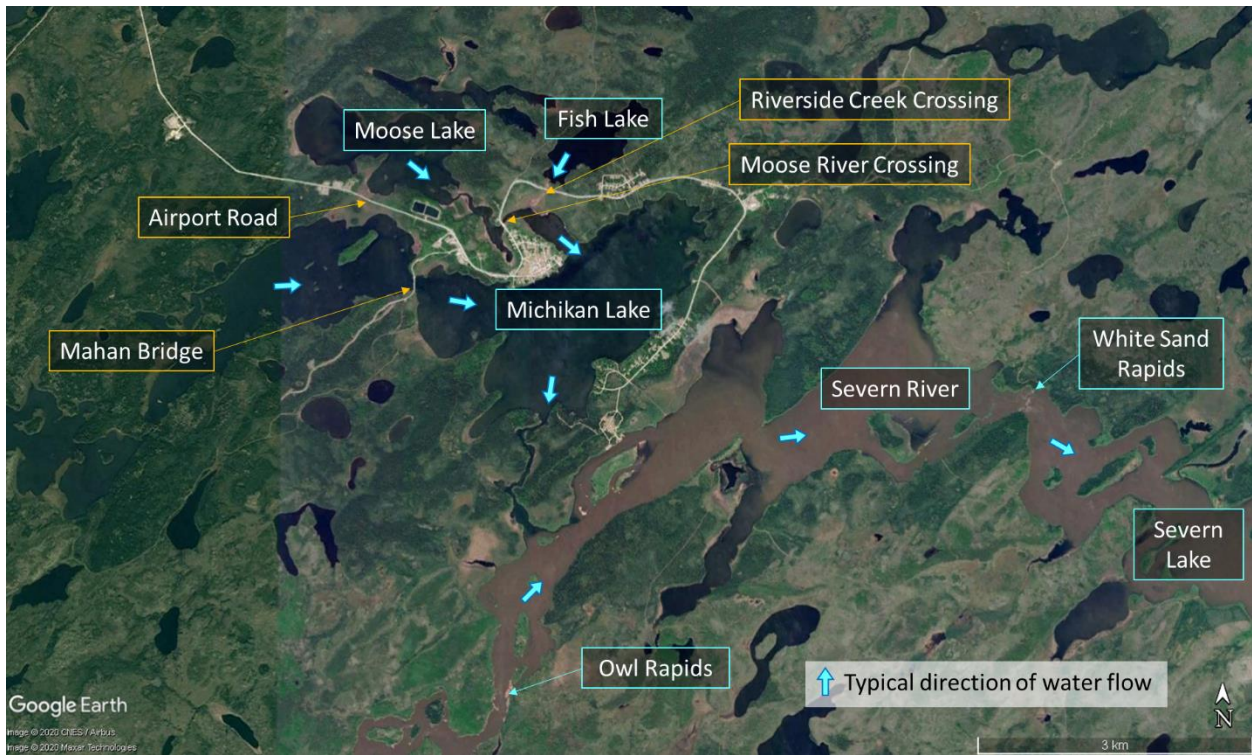 Riverside Creek Crossing
Fish Lake
Moose Lake
Moose River Crossing
Airport Road
Michikan Lake
Mahan Bridge
White Sand
Rapids
Severn River
Severn
Lake
Owl Rapids
Typical direction of water flow
N
3 km
Google Earth
Image © 2020 CNES / Airbus
Image © 2020 Maxar Technologies